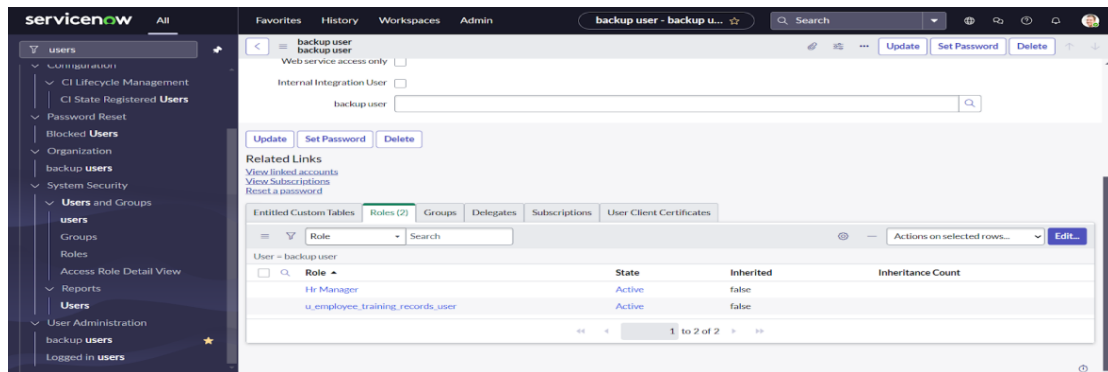 servicenow All Favorites History Workspaces Admin backup user - backup u... Search
users
Configuration
CI Lifecycle Management
CI State Registered Users
Password Reset
Blocked Users
Organization
backup users
System Security
Users and Groups
users
Groups
Roles
Access Role Detail View
Reports
Users
User Administration
backup users
Logged in users
backup user
backup user
Update Set Password Delete
Web service access only
Internal Integration User
backup user
Update Set Password Delete
Related Links
View linked accounts
View Subscriptions
Reset a password
Entitled Custom Tables Roles (2) Groups Delegates Subscriptions User Client Certificates
Role Search Actions on selected rows... Edit...
User = backup user
Role State Inherited Inheritance Count
Hr Manager Active false
u_employee_training_records_user Active false
1 to 2 of 2